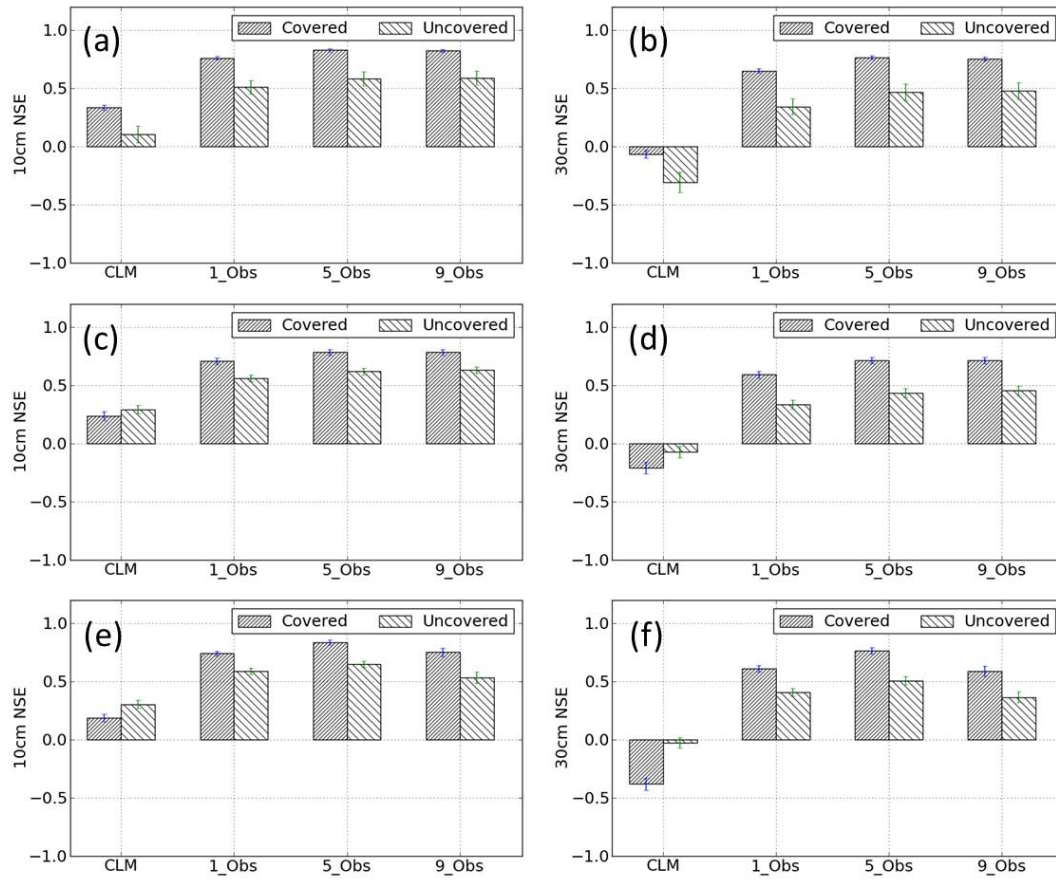 (a)
Covered Uncovered
10cm NSE
1.0
0.5
0.0
−0.5
−1.0
CLM 1_Obs 5_Obs 9_Obs
(b)
Covered Uncovered
30cm NSE
1.0
0.5
0.0
−0.5
−1.0
CLM 1_Obs 5_Obs 9_Obs
(c)
Covered Uncovered
10cm NSE
1.0
0.5
0.0
−0.5
−1.0
CLM 1_Obs 5_Obs 9_Obs
(d)
Covered Uncovered
30cm NSE
1.0
0.5
0.0
−0.5
−1.0
CLM 1_Obs 5_Obs 9_Obs
(e)
Covered Uncovered
10cm NSE
1.0
0.5
0.0
−0.5
−1.0
CLM 1_Obs 5_Obs 9_Obs
(f)
Covered Uncovered
30cm NSE
1.0
0.5
0.0
−0.5
−1.0
CLM 1_Obs 5_Obs 9_Obs